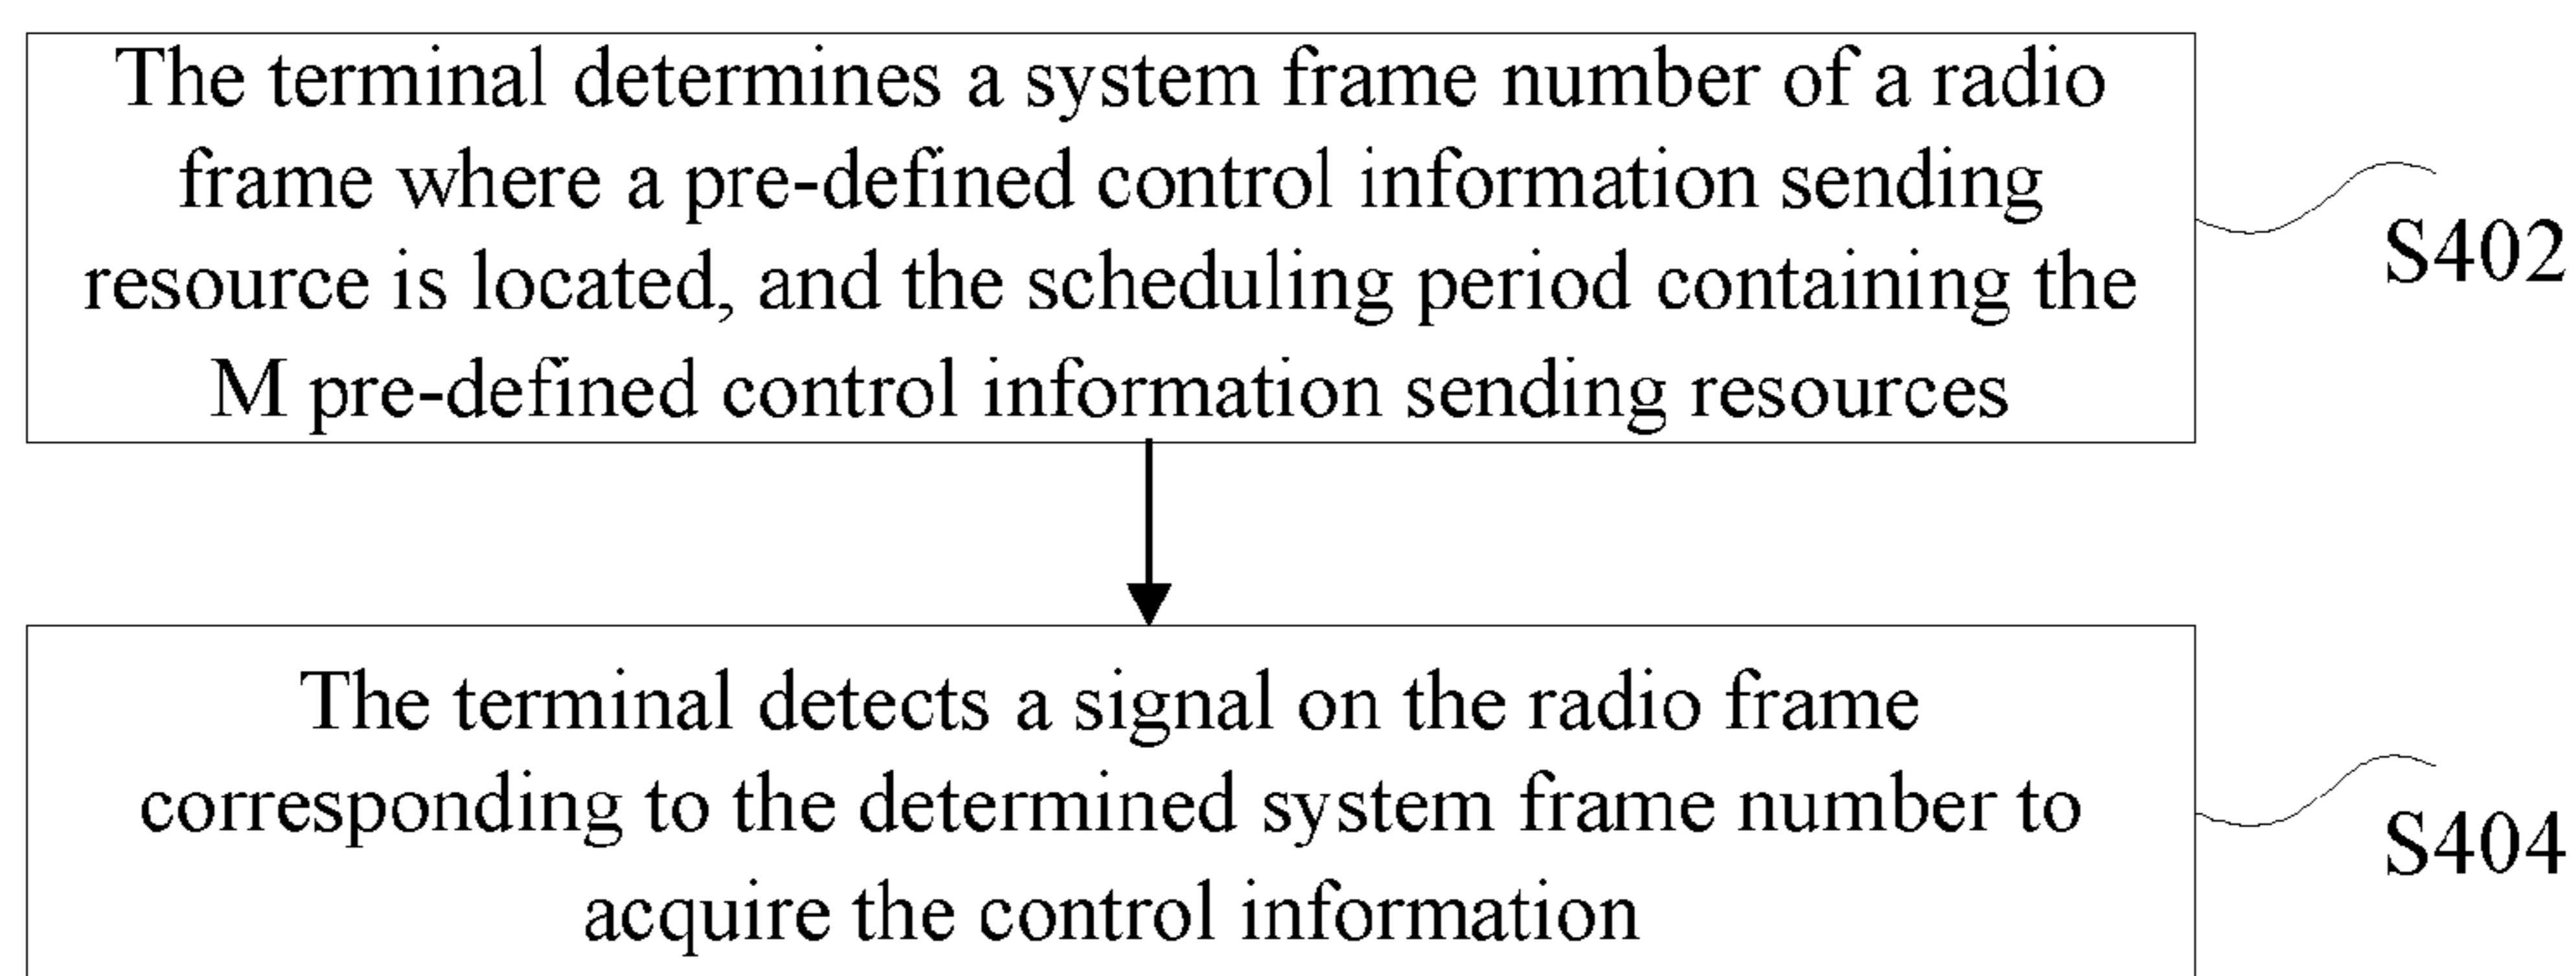 The terminal determines a system frame number of a radio
frame where a pre-defined control information sending
resource is located, and the scheduling period containing the
M pre-defined control information sending resources
S402
The terminal detects a signal on the radio frame
corresponding to the determined system frame number to
acquire the control information
S404